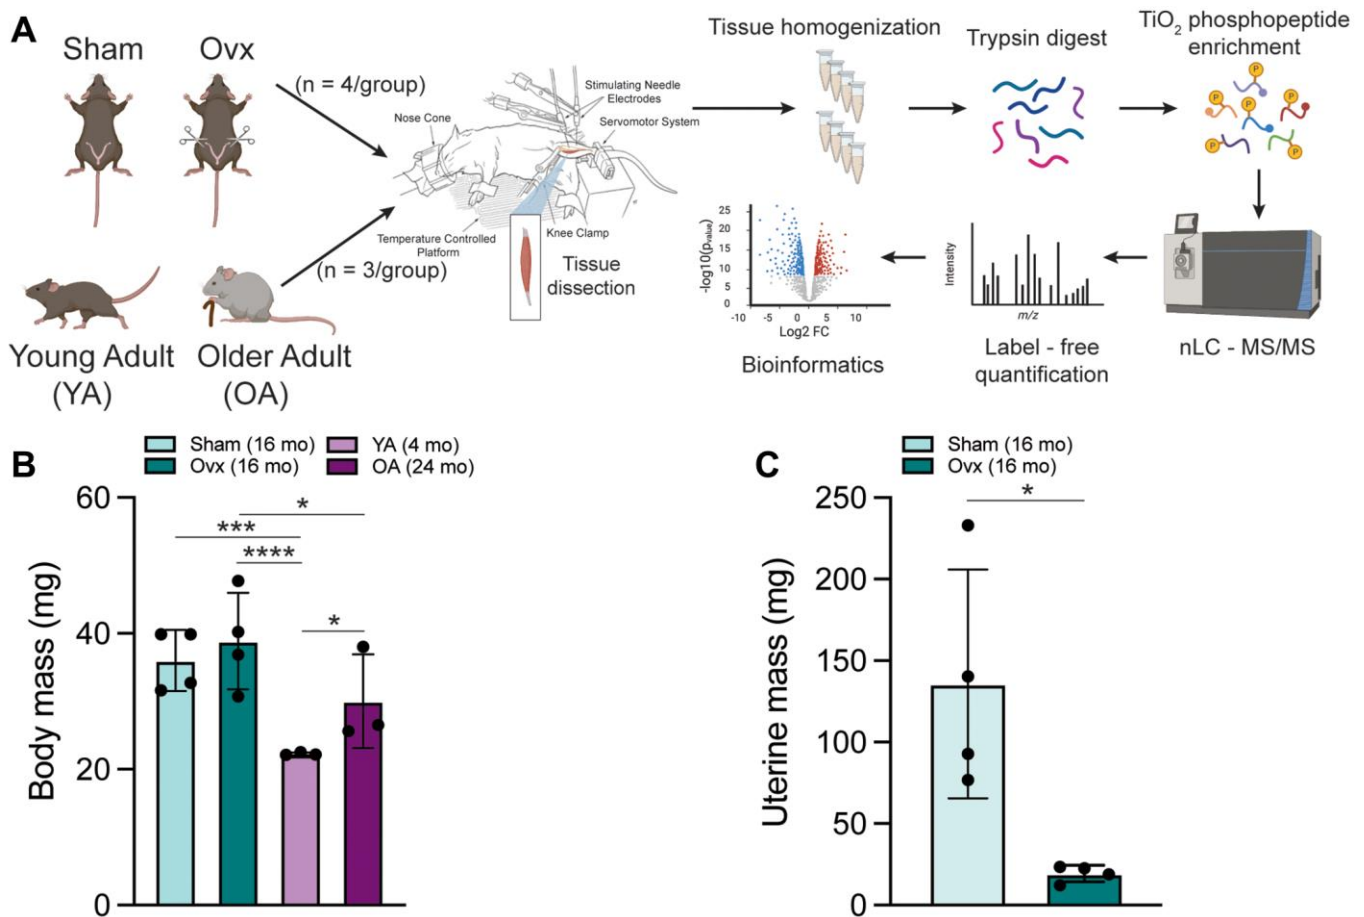 A
Sham
Ovx
(n = 4/group)
(n = 3/group)
Young Adult
(YA)
Older Adult
(OA)
Nose Cone
Stimulating Needle
Electrodes
Servomotor System
Temperature Controlled
Platform
Knee Clamp
Tissue
dissection
Tissue homogenization
Trypsin digest
TiO2 phosphopeptide
enrichment
P
P
P
P
P
P
nLC - MS/MS
Intensity
m/z
Label - free
quantification
-log10(pvalue)
25
20
15
10
5
0
-10
-5
0
5
10
Log2 FC
Bioinformatics
B
Sham (16 mo)
Ovx (16 mo)
YA (4 mo)
OA (24 mo)
Body mass (mg)
60
40
20
0
*
***
****
*
C
Sham (16 mo)
Ovx (16 mo)
Uterine mass (mg)
250
200
150
100
50
0
*